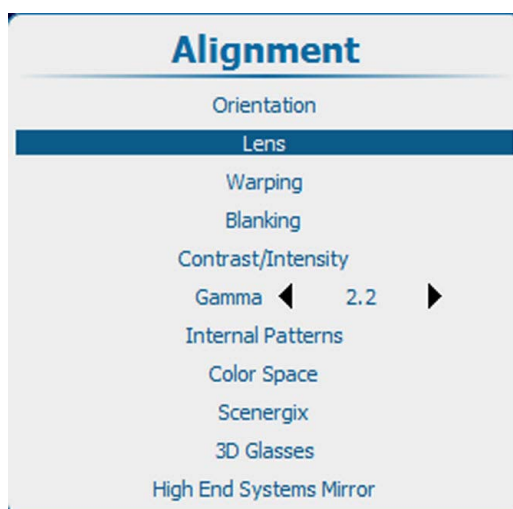 Alignment
Orientation
Lens
Warping
Blanking
Contrast/Intensity
Gamma 2.2
Internal Patterns
Color Space
Scenergix
3D Glasses
High End Systems Mirror